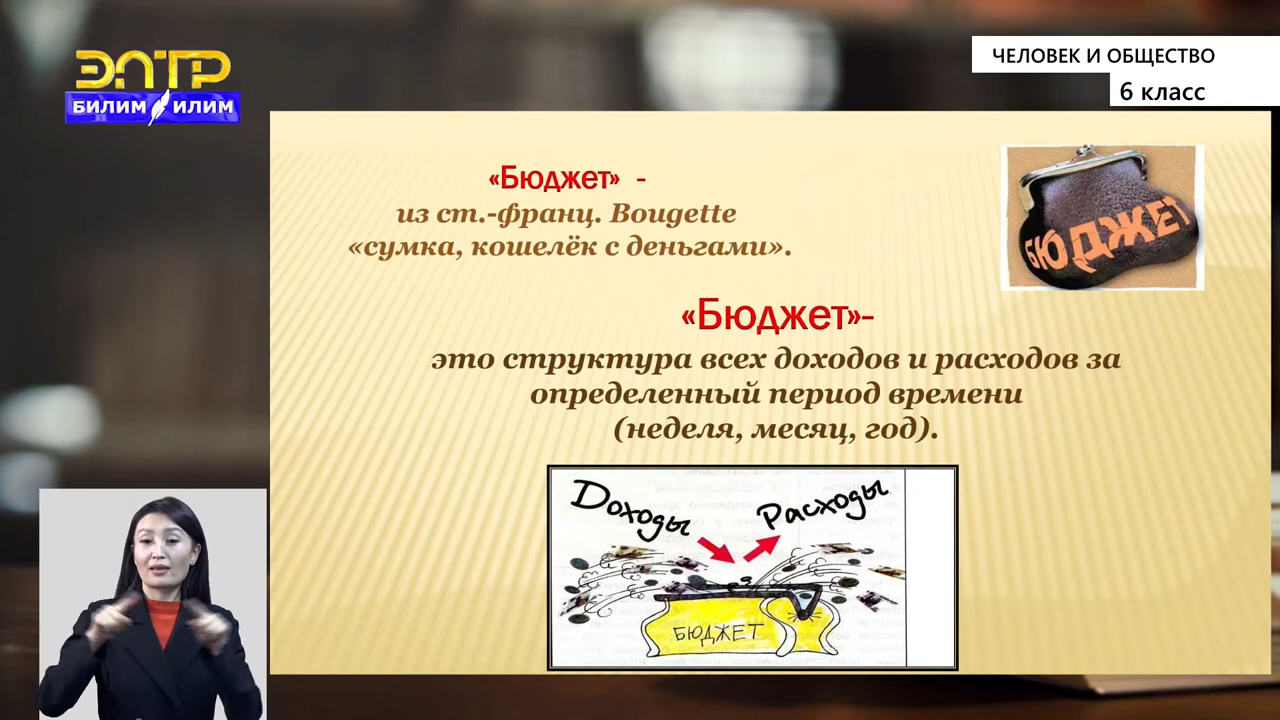 ЭЛТР
БИЛИМ ИЛИМ
ЧЕЛОВЕК И ОБЩЕСТВО
6 класс
«Бюджет» -
из ст.-франц. Bougette
«сумка, кошелёк с деньгами».
БЮДЖЕТ
«Бюджет»-
это структура всех доходов и расходов за
определенный период времени
(неделя, месяц, год).
Доходы Расходы
БЮДЖЕТ